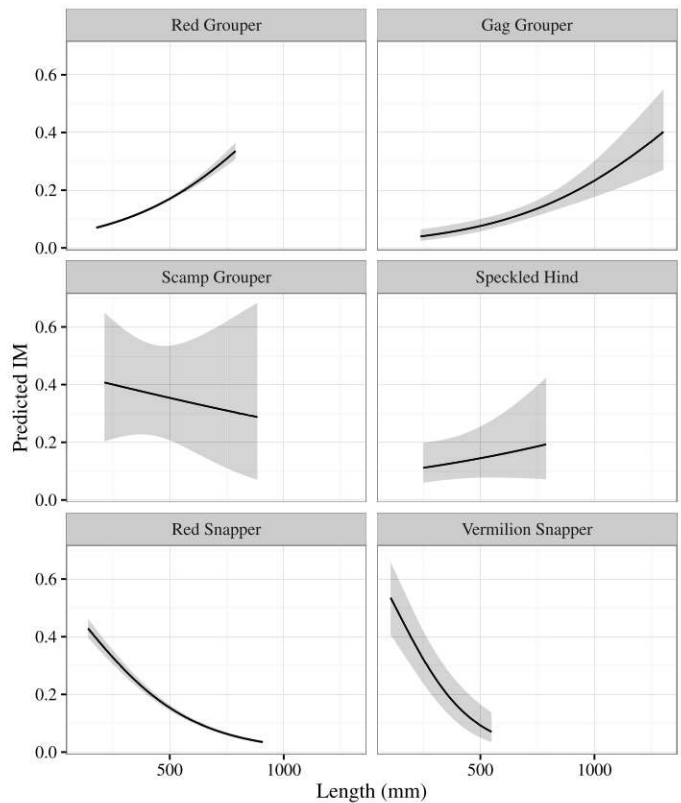 Red Grouper
Gag Grouper
0.6
0.4
0.2
0.0
Scamp Grouper
Speckled Hind
Predicted IM
0.6
0.4
0.2
0.0
Red Snapper
Vermilion Snapper
0.6
0.4
0.2
0.0
500
1000
500
1000
Length (mm)